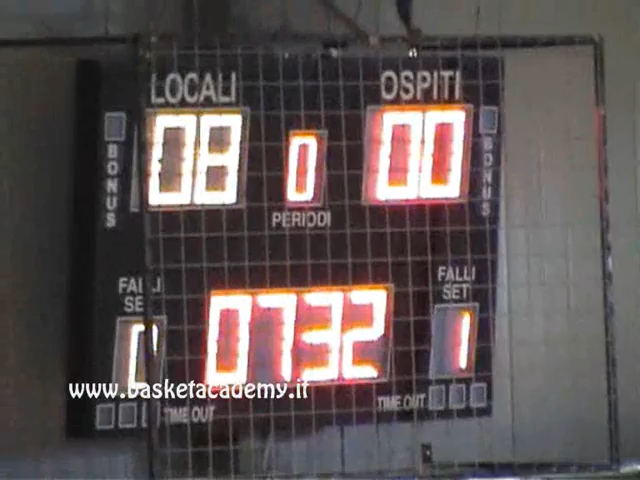 LOCALI OSPITI
08 0 00
BONUS BONUS
PERIODI
FALLI SET FALLI SET
0732 1
www.basketacademy.it
TIME OUT TIME OUT